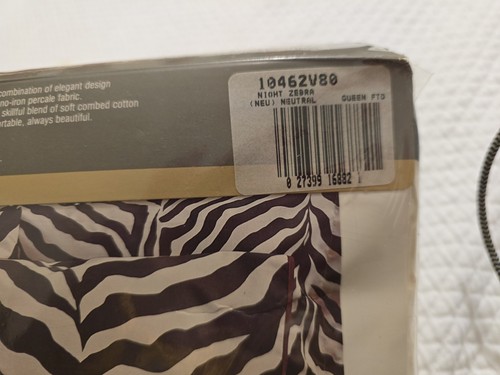 combination of elegant design
no-iron percale fabric.
skillful blend of soft combed cotton
rtable, always beautiful.
10462V80
NIGHT ZEBRA
(NEU) NEUTRAL QUEEN FTD
0 27399 16882